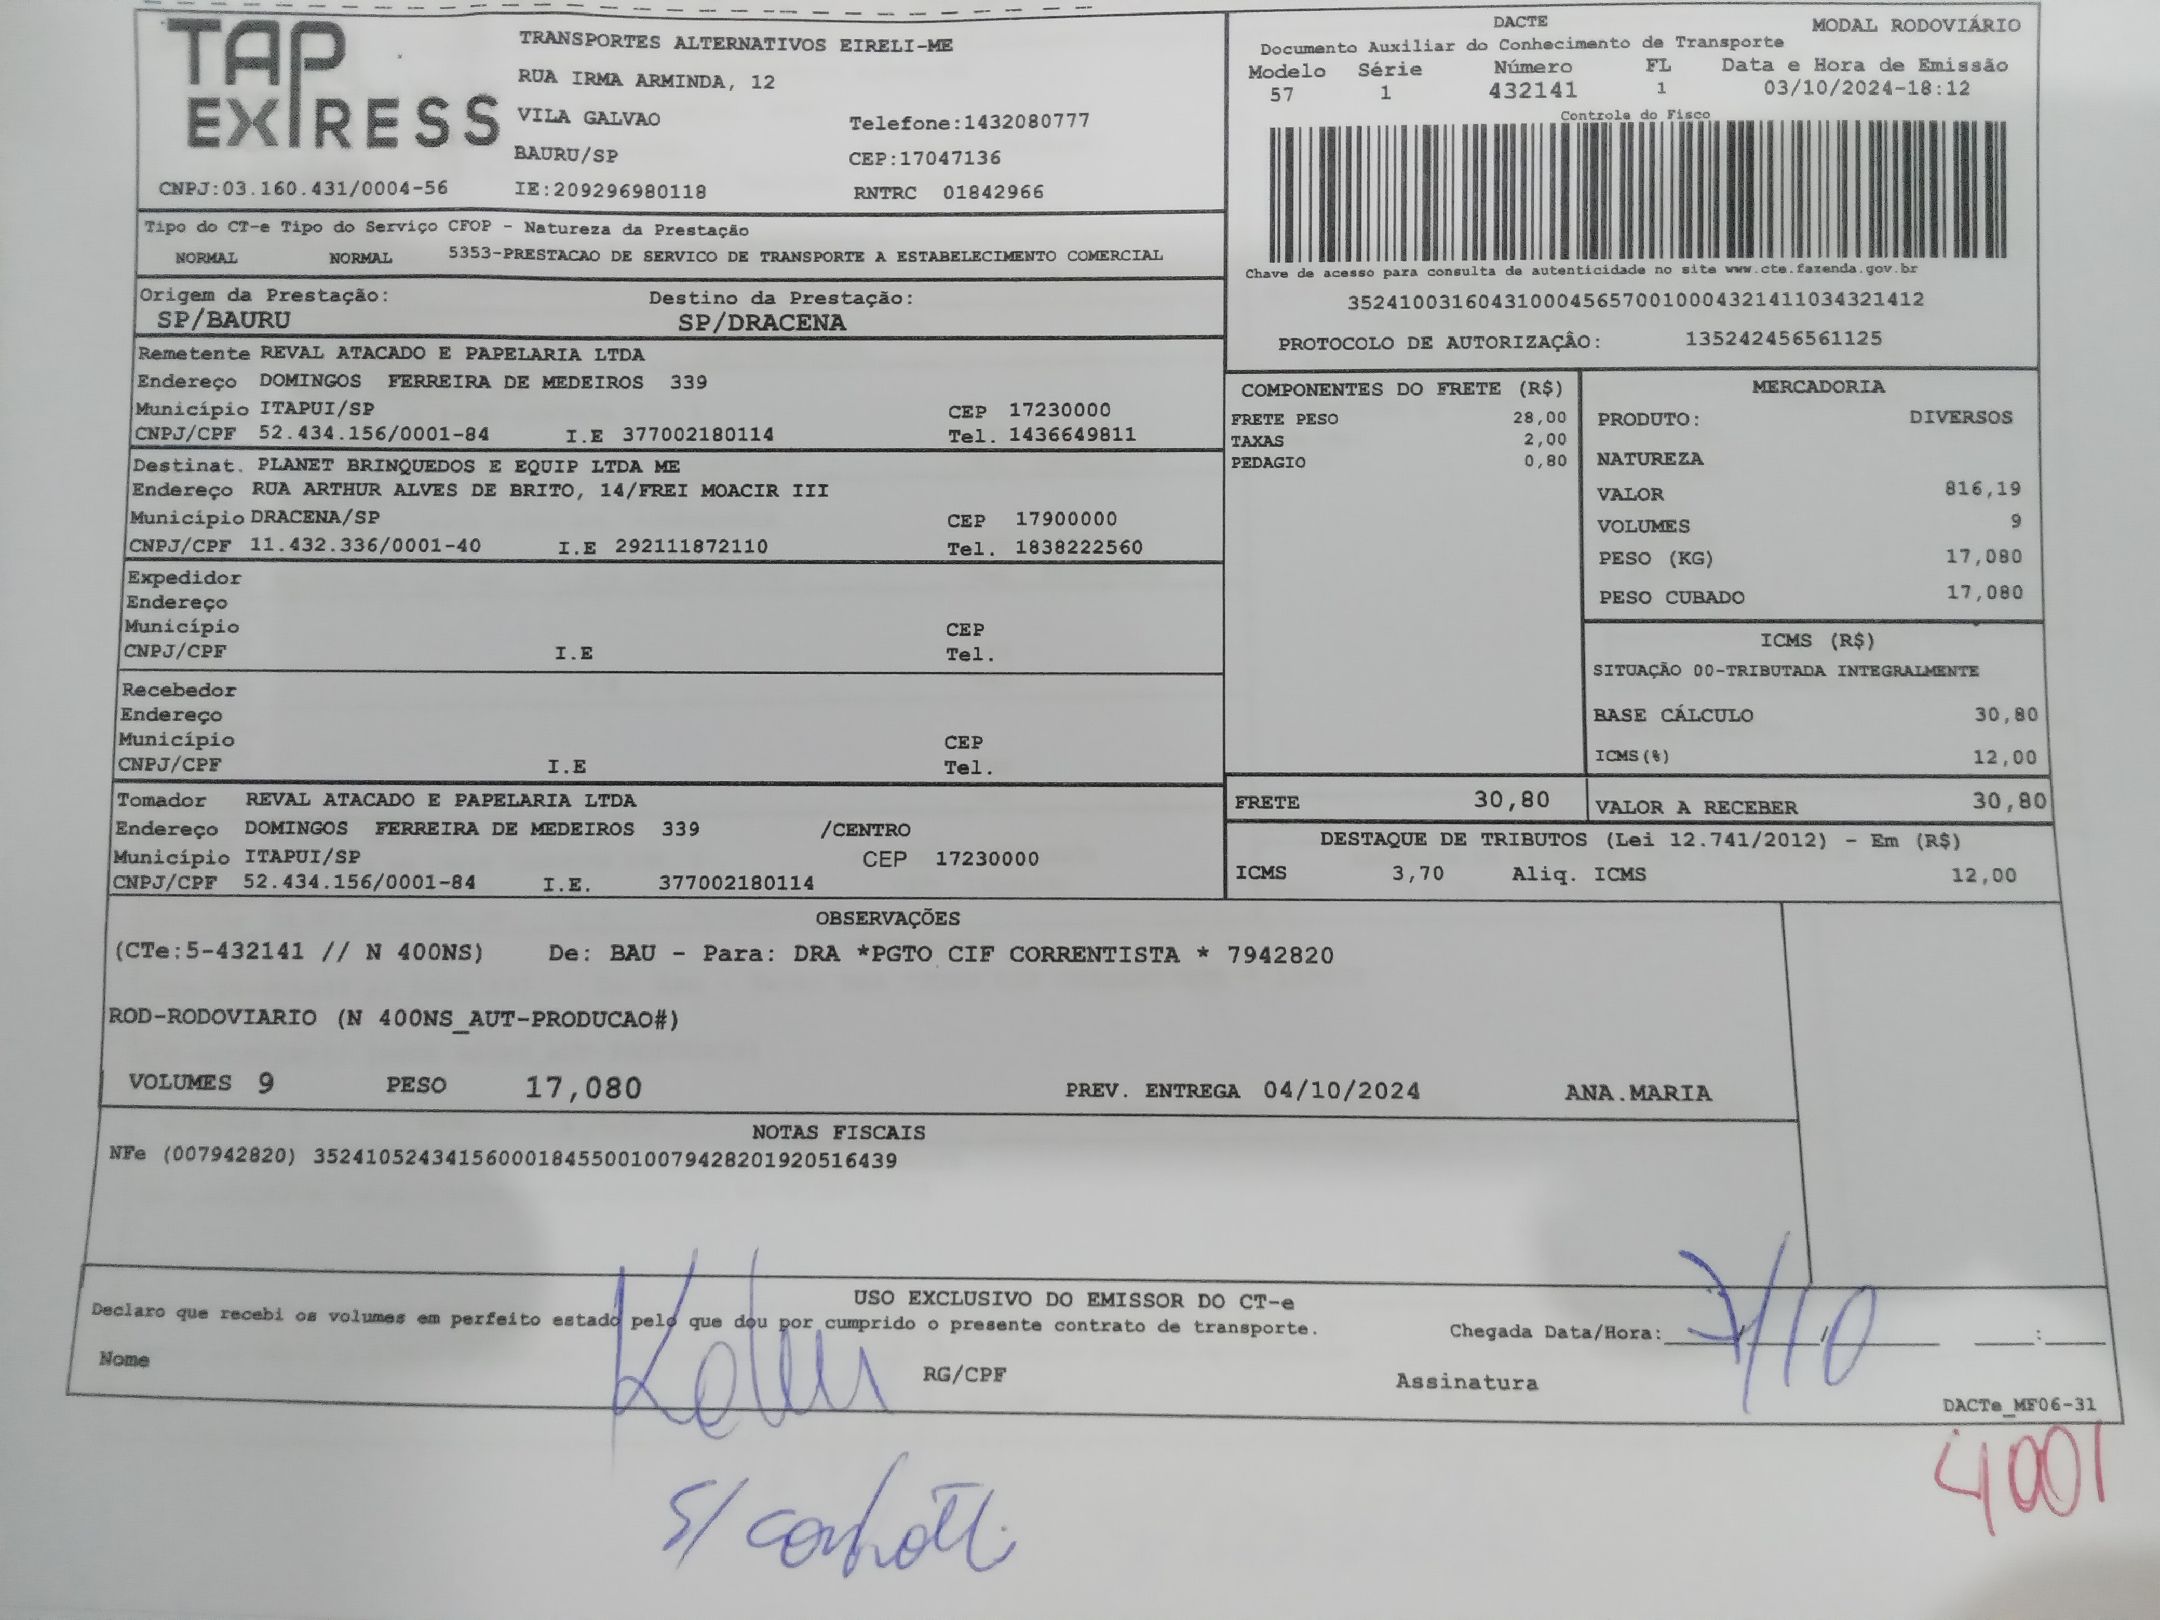 TAP EXPRESS
TRANSPORTES ALTERNATIVOS EIRELI-ME
RUA IRMA ARMINDA, 12
VILA GALVAO Telefone:1432080777
BAURU/SP CEP:17047136
CNPJ:03.160.431/0004-56 IE:209296980118 RNTRC 01842966
DACTE MODAL RODOVIÁRIO
Documento Auxiliar do Conhecimento de Transporte
Modelo Série Número FL Data e Hora de Emissão
57 1 432141 1 03/10/2024-18:12
Controle do Fisco
Chave de acesso para consulta de autenticidade no site www.cte.fazenda.gov.br
35241003160431000456570010004321411034321412
PROTOCOLO DE AUTORIZAÇÂO: 135242456561125
Tipo do CT-e Tipo do Serviço CFOP - Natureza da Prestação
NORMAL NORMAL 5353-PRESTACAO DE SERVICO DE TRANSPORTE A ESTABELECIMENTO COMERCIAL
Origem da Prestação: Destino da Prestação:
SP/BAURU SP/DRACENA
Remetente REVAL ATACADO E PAPELARIA LTDA
Endereço DOMINGOS FERREIRA DE MEDEIROS 339
Município ITAPUI/SP CEP 17230000
CNPJ/CPF 52.434.156/0001-84 I.E 377002180114 Tel. 1436649811
Destinat. PLANET BRINQUEDOS E EQUIP LTDA ME
Endereço RUA ARTHUR ALVES DE BRITO, 14/FREI MOACIR III
Município DRACENA/SP CEP 17900000
CNPJ/CPF 11.432.336/0001-40 I.E 292111872110 Tel. 1838222560
Expedidor
Endereço
Município CEP
CNPJ/CPF I.E Tel.
Recebedor
Endereço
Município CEP
CNPJ/CPF I.E Tel.
Tomador REVAL ATACADO E PAPELARIA LTDA
Endereço DOMINGOS FERREIRA DE MEDEIROS 339 /CENTRO
Município ITAPUI/SP CEP 17230000
CNPJ/CPF 52.434.156/0001-84 I.E. 377002180114
COMPONENTES DO FRETE (R$)
FRETE PESO 28,00
TAXAS 2,00
PEDAGIO 0,80
MERCADORIA
PRODUTO: DIVERSOS
NATUREZA
VALOR 816,19
VOLUMES 9
PESO (KG) 17,080
PESO CUBADO 17,080
ICMS (R$)
SITUAÇÃO 00-TRIBUTADA INTEGRALMENTE
BASE CÁLCULO 30,80
ICMS(%) 12,00
FRETE 30,80 VALOR A RECEBER 30,80
DESTAQUE DE TRIBUTOS (Lei 12.741/2012) - Em (R$)
ICMS 3,70 Aliq. ICMS 12,00
OBSERVAÇÕES
(CTe:5-432141 // N 400NS) De: BAU - Para: DRA *PGTO CIF CORRENTISTA * 7942820
ROD-RODOVIARIO (N 400NS_AUT-PRODUCAO#)
VOLUMES 9 PESO 17,080 PREV. ENTREGA 04/10/2024 ANA.MARIA
NOTAS FISCAIS
NFe (007942820) 35241052434156000184550010079428201920516439
USO EXCLUSIVO DO EMISSOR DO CT-e
Declaro que recebi os volumes em perfeito estado pelo que dou por cumprido o presente contrato de transporte.
Chegada Data/Hora: / / : 7/10
Nome RG/CPF Assinatura
DACTe_MF06-31
4001